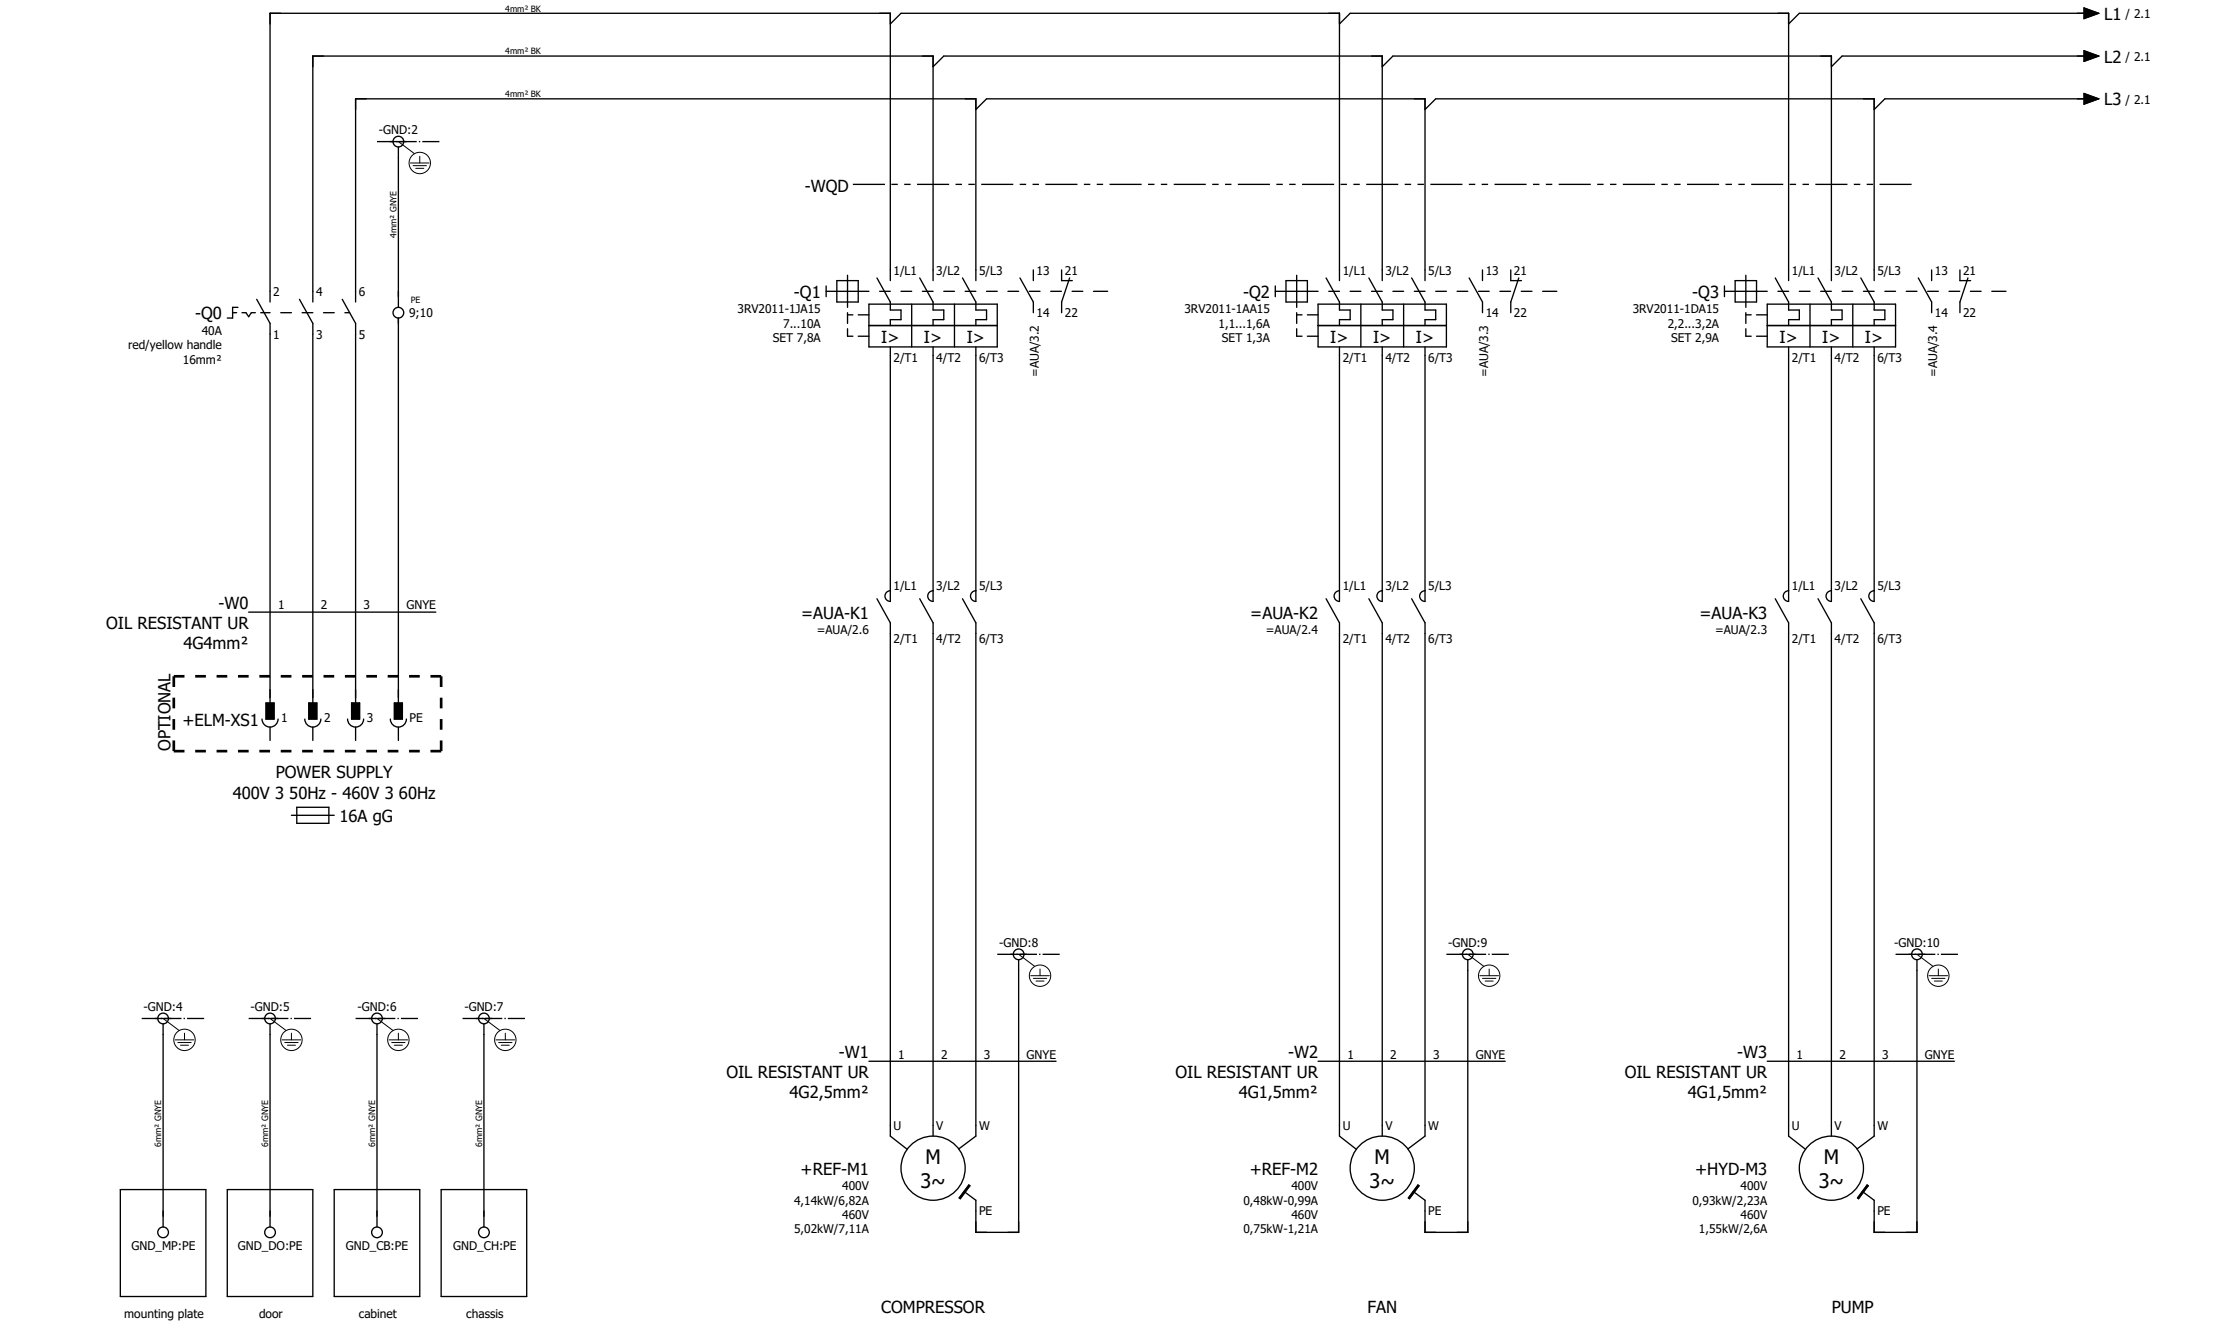 4mm² BK
L1 / 2.1
4mm² BK
L2 / 2.1
4mm² BK
L3 / 2.1
-GND:2
4mm² GNYE
-WQD
2 4 6
-Q0
40A
red/yellow handle
16mm²
1 3 5
PE
9;10
-Q1
3RV2011-1JA15
7...10A
SET 7,8A
1/L1 3/L2 5/L3 13 21
I> I> I>
14 22
2/T1 4/T2 6/T3
=AUA/3.2
-Q2
3RV2011-1AA15
1,1...1,6A
SET 1,3A
1/L1 3/L2 5/L3 13 21
I> I> I>
14 22
2/T1 4/T2 6/T3
=AUA/3.3
-Q3
3RV2011-1DA15
2,2...3,2A
SET 2,9A
1/L1 3/L2 5/L3 13 21
I> I> I>
14 22
2/T1 4/T2 6/T3
=AUA/3.4
-W0 1 2 3 GNYE
OIL RESISTANT UR
4G4mm²
=AUA-K1
=AUA/2.6
1/L1 3/L2 5/L3
2/T1 4/T2 6/T3
=AUA-K2
=AUA/2.4
1/L1 3/L2 5/L3
2/T1 4/T2 6/T3
=AUA-K3
=AUA/2.3
1/L1 3/L2 5/L3
2/T1 4/T2 6/T3
OPTIONAL
+ELM-XS1 1 2 3 PE
POWER SUPPLY
400V 3 50Hz - 460V 3 60Hz
16A gG
-GND:8
-GND:9
-GND:10
-GND:4 -GND:5 -GND:6 -GND:7
6mm² GNYE 6mm² GNYE 6mm² GNYE 6mm² GNYE
GND_MP:PE GND_DO:PE GND_CB:PE GND_CH:PE
mounting plate door cabinet chassis
-W1 1 2 3 GNYE
OIL RESISTANT UR
4G2,5mm²
U V W
M
3~
PE
+REF-M1
400V
4,14kW/6,82A
460V
5,02kW/7,11A
COMPRESSOR
-W2 1 2 3 GNYE
OIL RESISTANT UR
4G1,5mm²
U V W
M
3~
PE
+REF-M2
400V
0,48kW-0,99A
460V
0,75kW-1,21A
FAN
-W3 1 2 3 GNYE
OIL RESISTANT UR
4G1,5mm²
U V W
M
3~
PE
+HYD-M3
400V
0,93kW/2,23A
460V
1,55kW/2,6A
PUMP